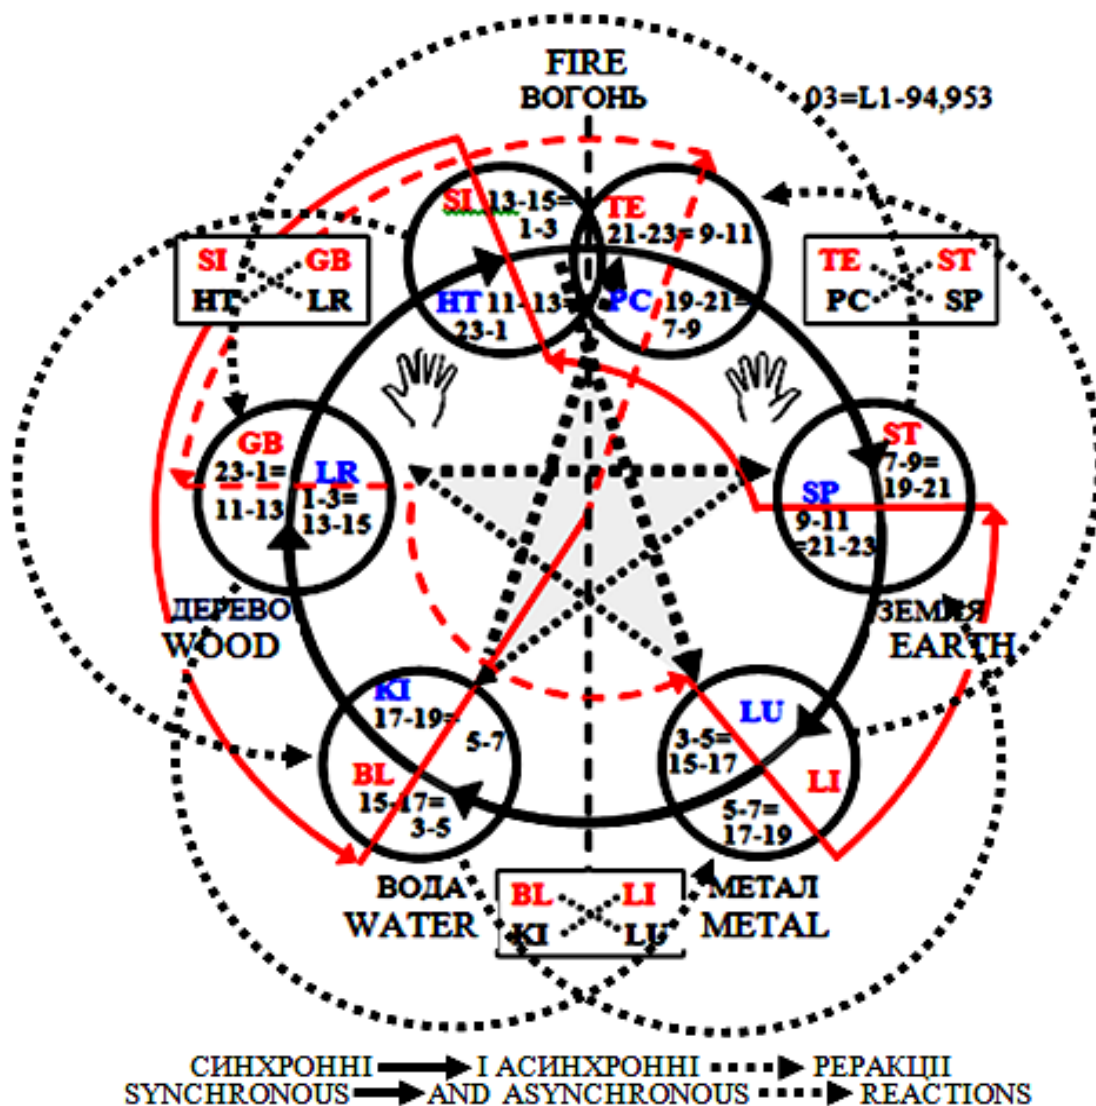 FIRE
ВОГОНЬ
03=L1-94,953
SI 13-15=
1-3
TE
21-23= 9-11
SI GB
HT LR
TE ST
PC SP
HT 11-13=
23-1
PC 19-21=
7-9
GB
23-1=
11-13
LR
1-3=
13-15
ST
7-9=
19-21
SP
9-11
=21-23
ДЕРЕВО
WOOD
ЗЕМЛЯ
EARTH
KI
17-19=
5-7
BL
15-17=
3-5
LU
3-5=
15-17
LI
5-7=
17-19
ВОДА
WATER
BL LI
KI LU
МЕТАЛ
METAL
СИНХРОННІ І АСИНХРОННІ РЕРАКЦІЇ
SYNCHRONOUS AND ASYNCHRONOUS REACTIONS